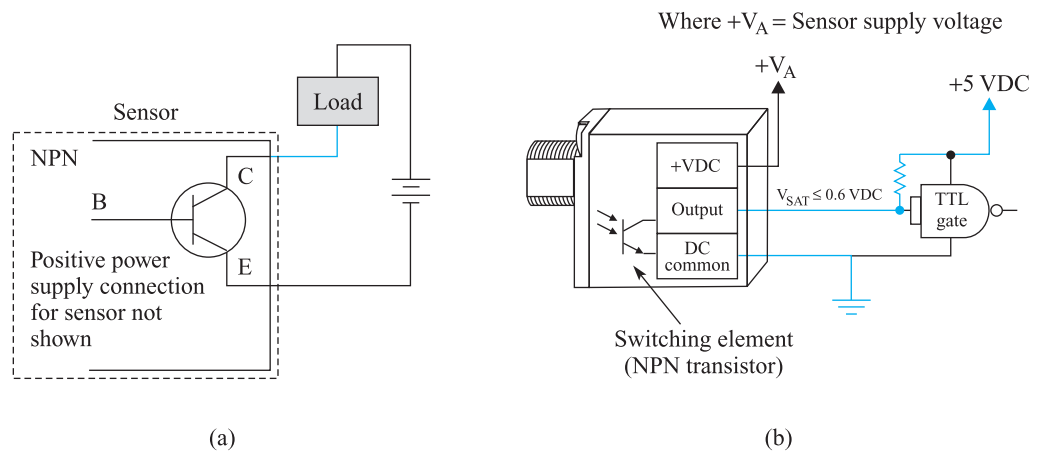 Where +VA = Sensor supply voltage
+VA
+5 VDC
Load
Sensor
NPN
C
B
E
Positive power
supply connection
for sensor not
shown
+VDC
Output
VSAT ≤ 0.6 VDC
TTL
gate
DC
common
Switching element
(NPN transistor)
(a)
(b)